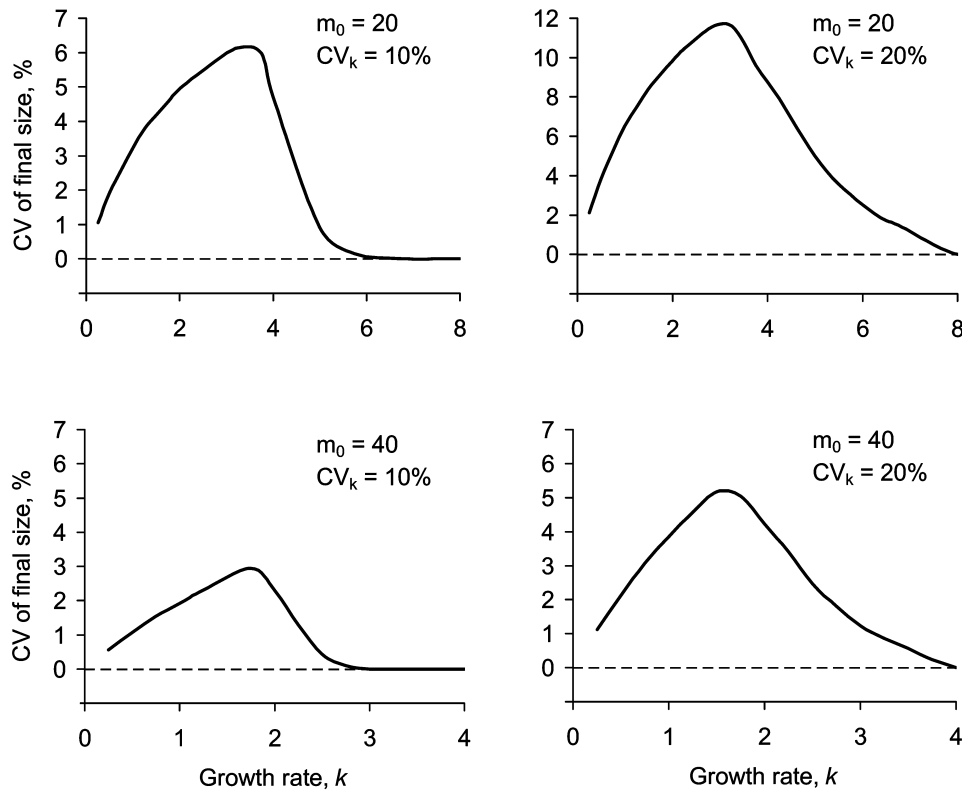 7
6
5
4
3
2
1
0
CV of final size, %
m₀ = 20
CVₖ = 10%
0 2 4 6 8
12
10
8
6
4
2
0
m₀ = 20
CVₖ = 20%
0 2 4 6 8
7
6
5
4
3
2
1
0
CV of final size, %
m₀ = 40
CVₖ = 10%
0 1 2 3 4
Growth rate, k
7
6
5
4
3
2
1
0
m₀ = 40
CVₖ = 20%
0 1 2 3 4
Growth rate, k